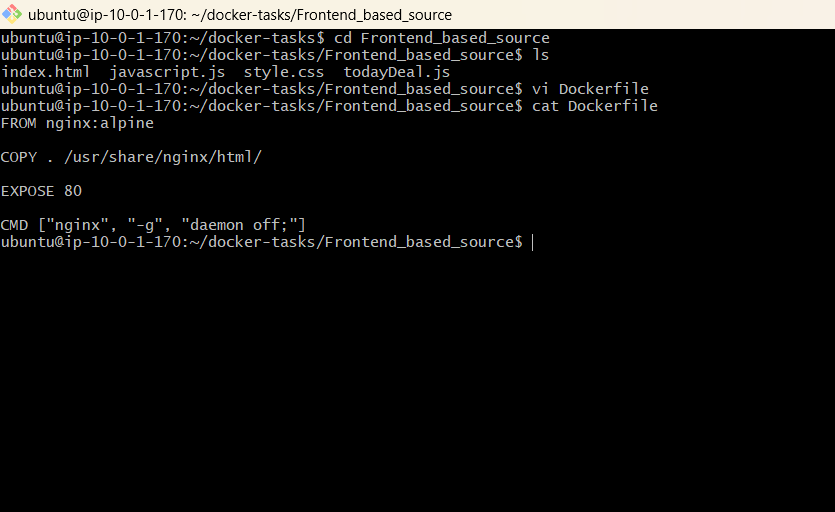 ubuntu@ip-10-0-1-170: ~/docker-tasks/Frontend_based_source
ubuntu@ip-10-0-1-170:~/docker-tasks$ cd Frontend_based_source
ubuntu@ip-10-0-1-170:~/docker-tasks/Frontend_based_source$ ls
index.html  javascript.js  style.css  todayDeal.js
ubuntu@ip-10-0-1-170:~/docker-tasks/Frontend_based_source$ vi Dockerfile
ubuntu@ip-10-0-1-170:~/docker-tasks/Frontend_based_source$ cat Dockerfile
FROM nginx:alpine
COPY . /usr/share/nginx/html/
EXPOSE 80
CMD ["nginx", "-g", "daemon off;"]
ubuntu@ip-10-0-1-170:~/docker-tasks/Frontend_based_source$